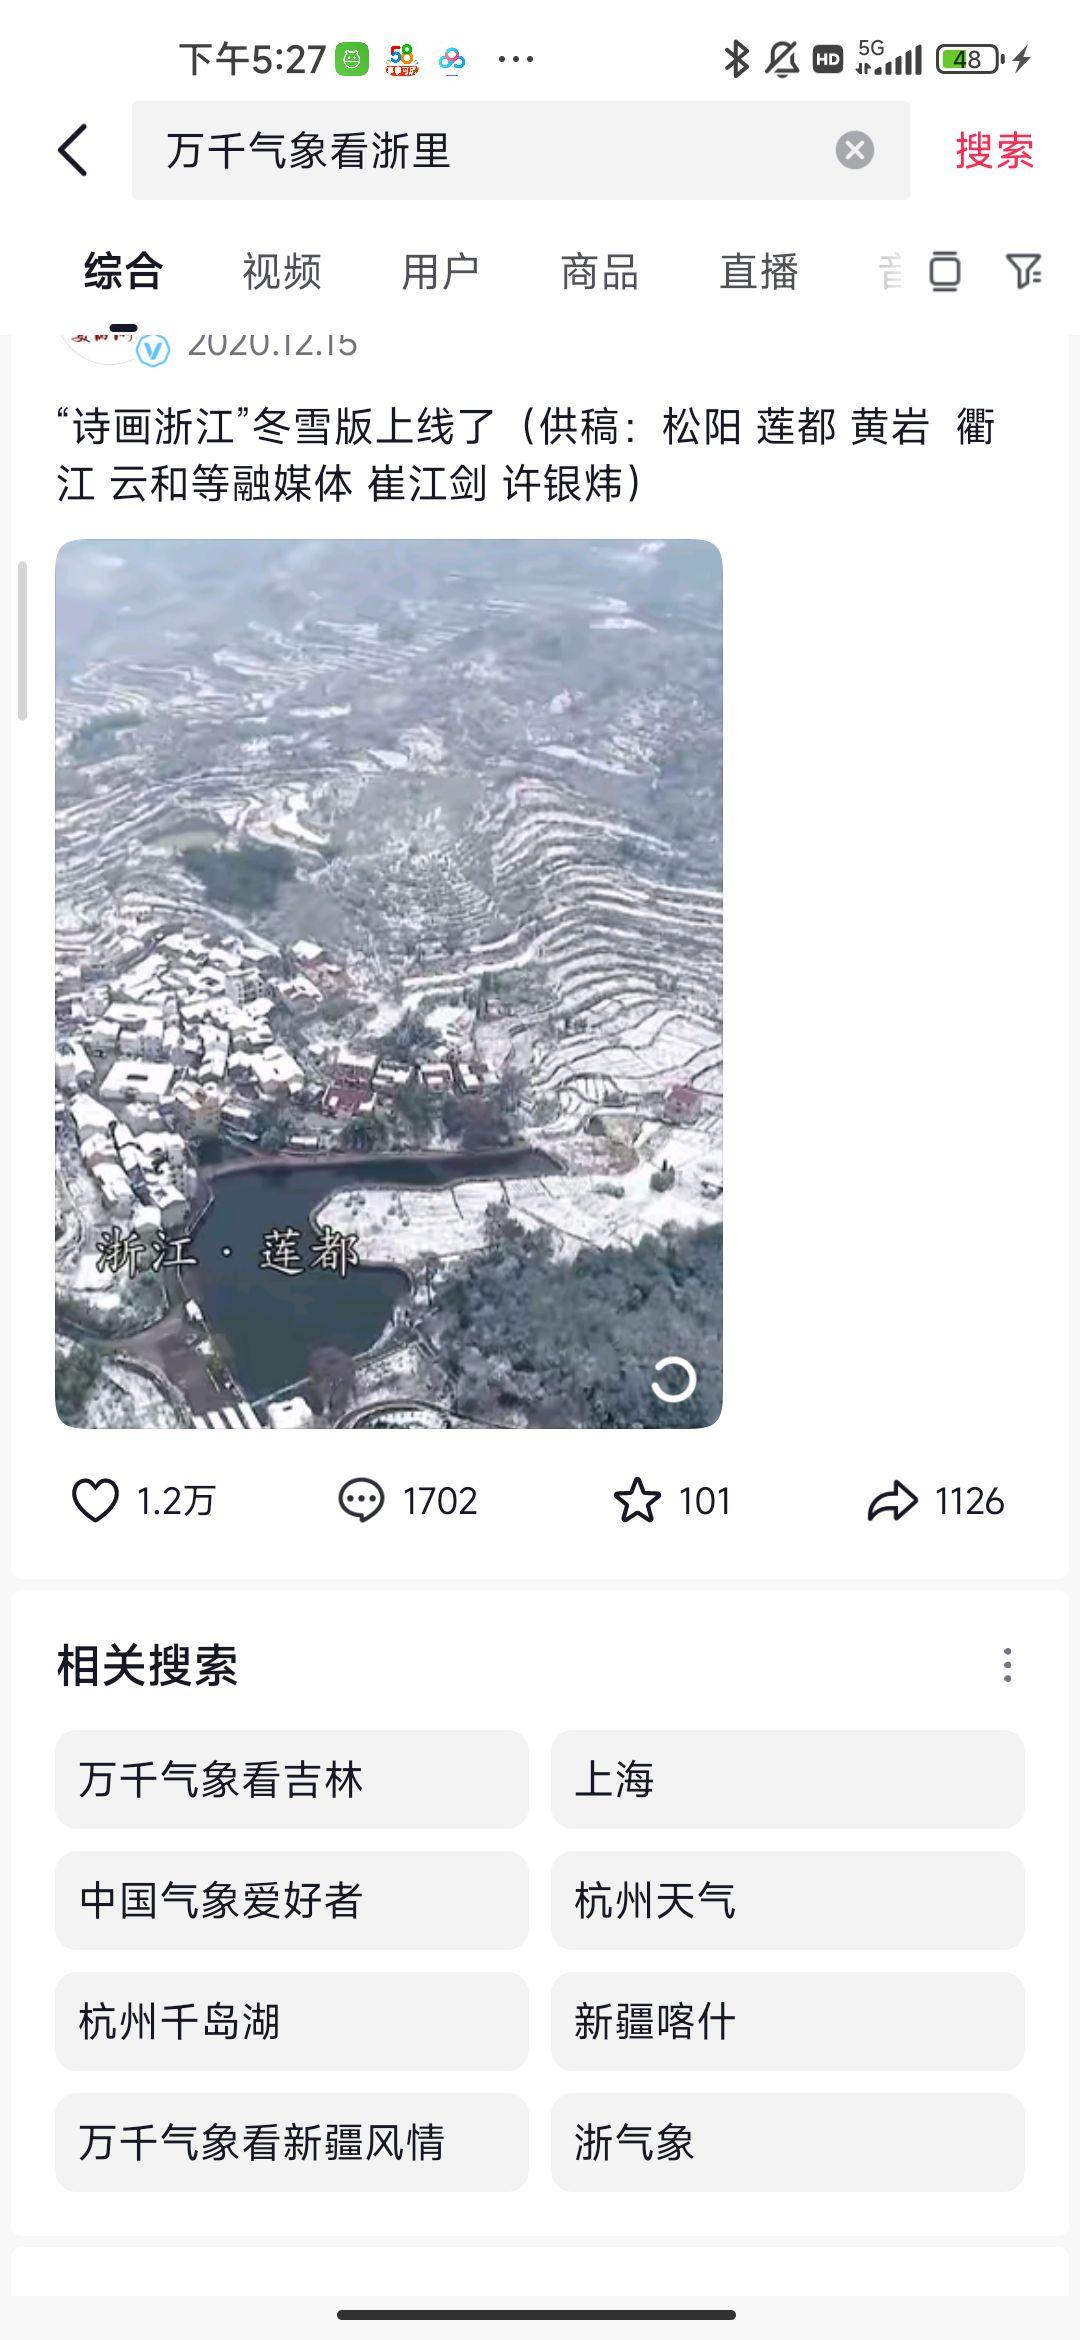 下午5:27
58
HD
5G
48
万千气象看浙里
搜索
综合 视频 用户 商品 直播
2020.12.15
“诗画浙江”冬雪版上线了（供稿：松阳 莲都 黄岩 衢
江 云和等融媒体 崔江剑 许银炜）
浙江 · 莲都
1.2万 1702 101 1126
相关搜索
万千气象看吉林 上海
中国气象爱好者 杭州天气
杭州千岛湖 新疆喀什
万千气象看新疆风情 浙气象